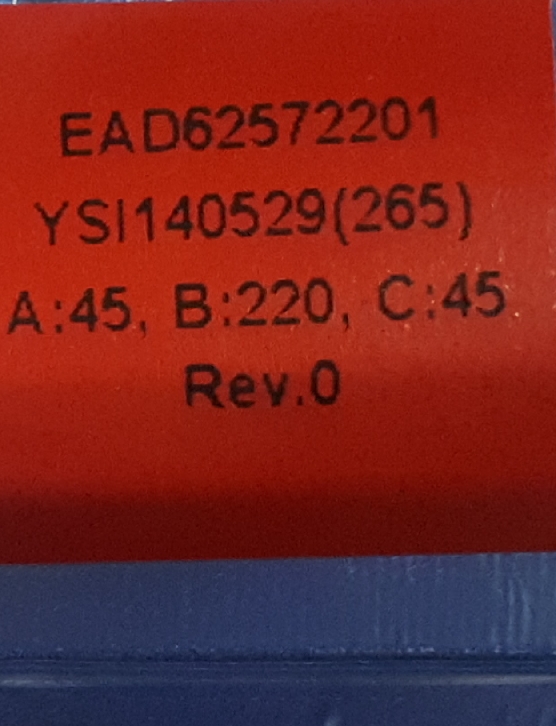 EAD62572201
YSI140529(265)
A:45, B:220, C:45
Rev.0